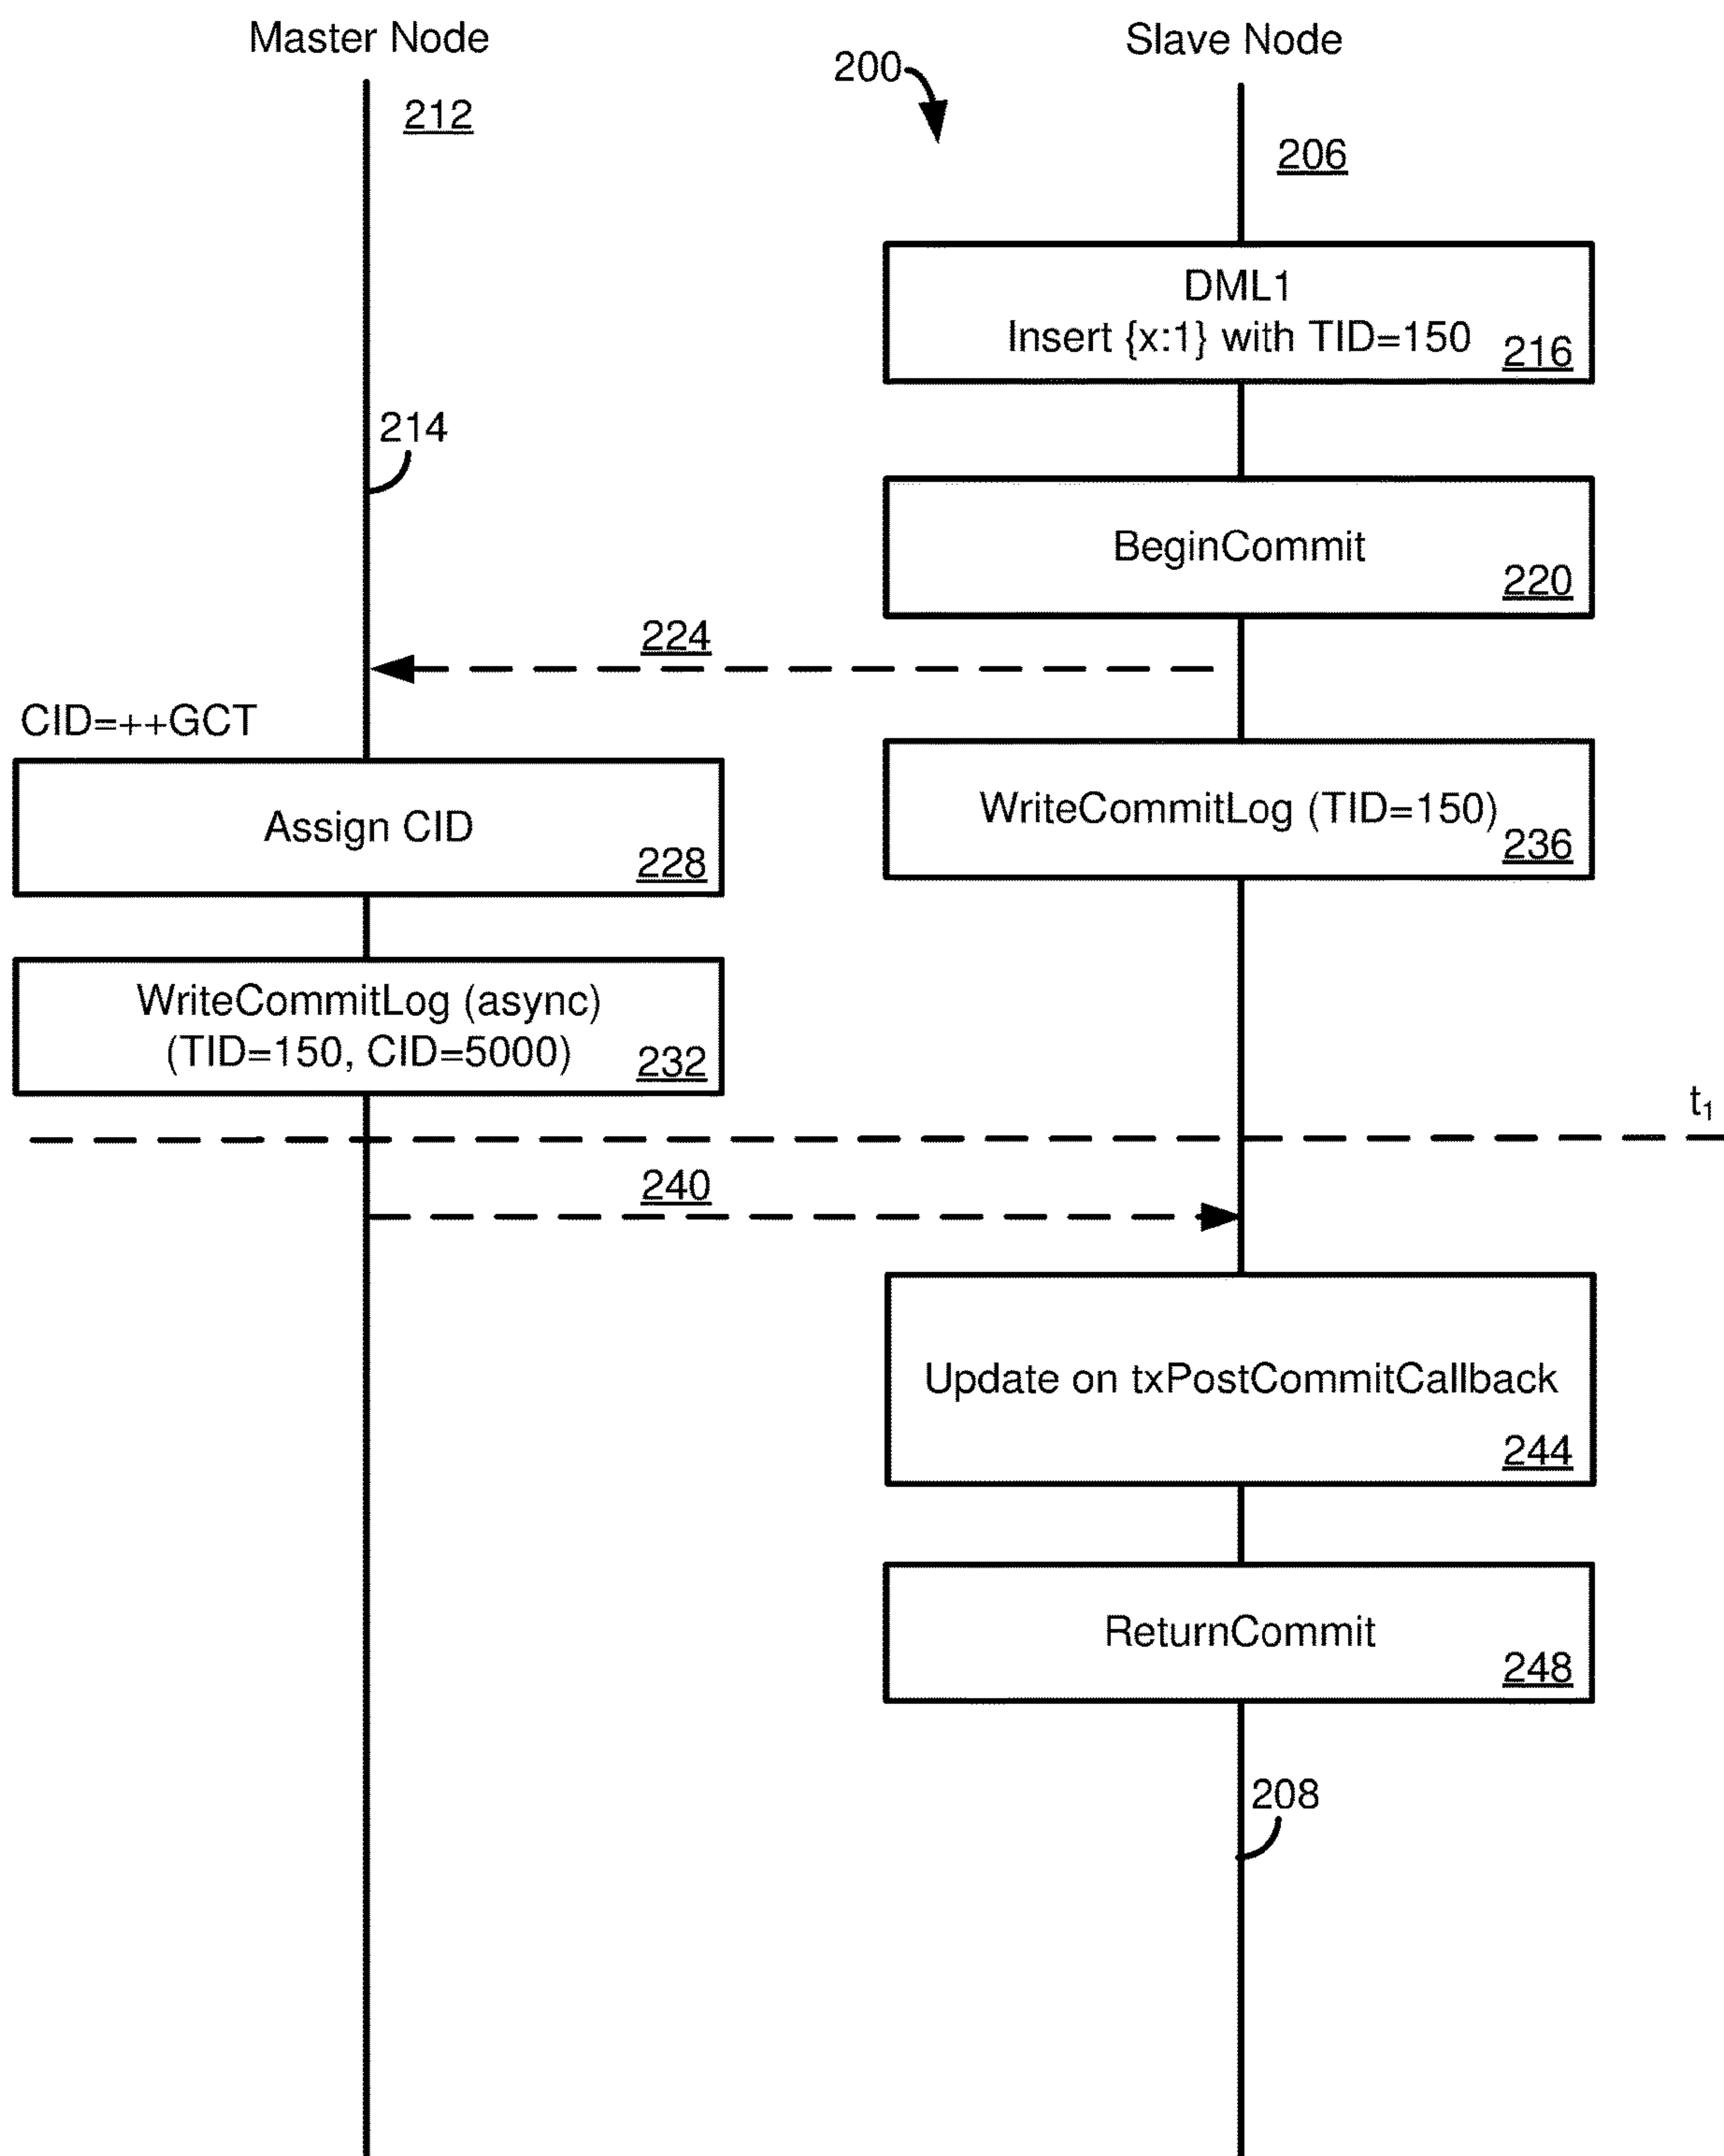 Master Node
Slave Node
200
212
206
DML1
Insert {x:1} with TID=150
216
214
BeginCommit
220
224
CID=++GCT
WriteCommitLog (TID=150)
236
Assign CID
228
WriteCommitLog (async)
(TID=150, CID=5000)
232
t1
240
Update on txPostCommitCallback
244
ReturnCommit
248
208